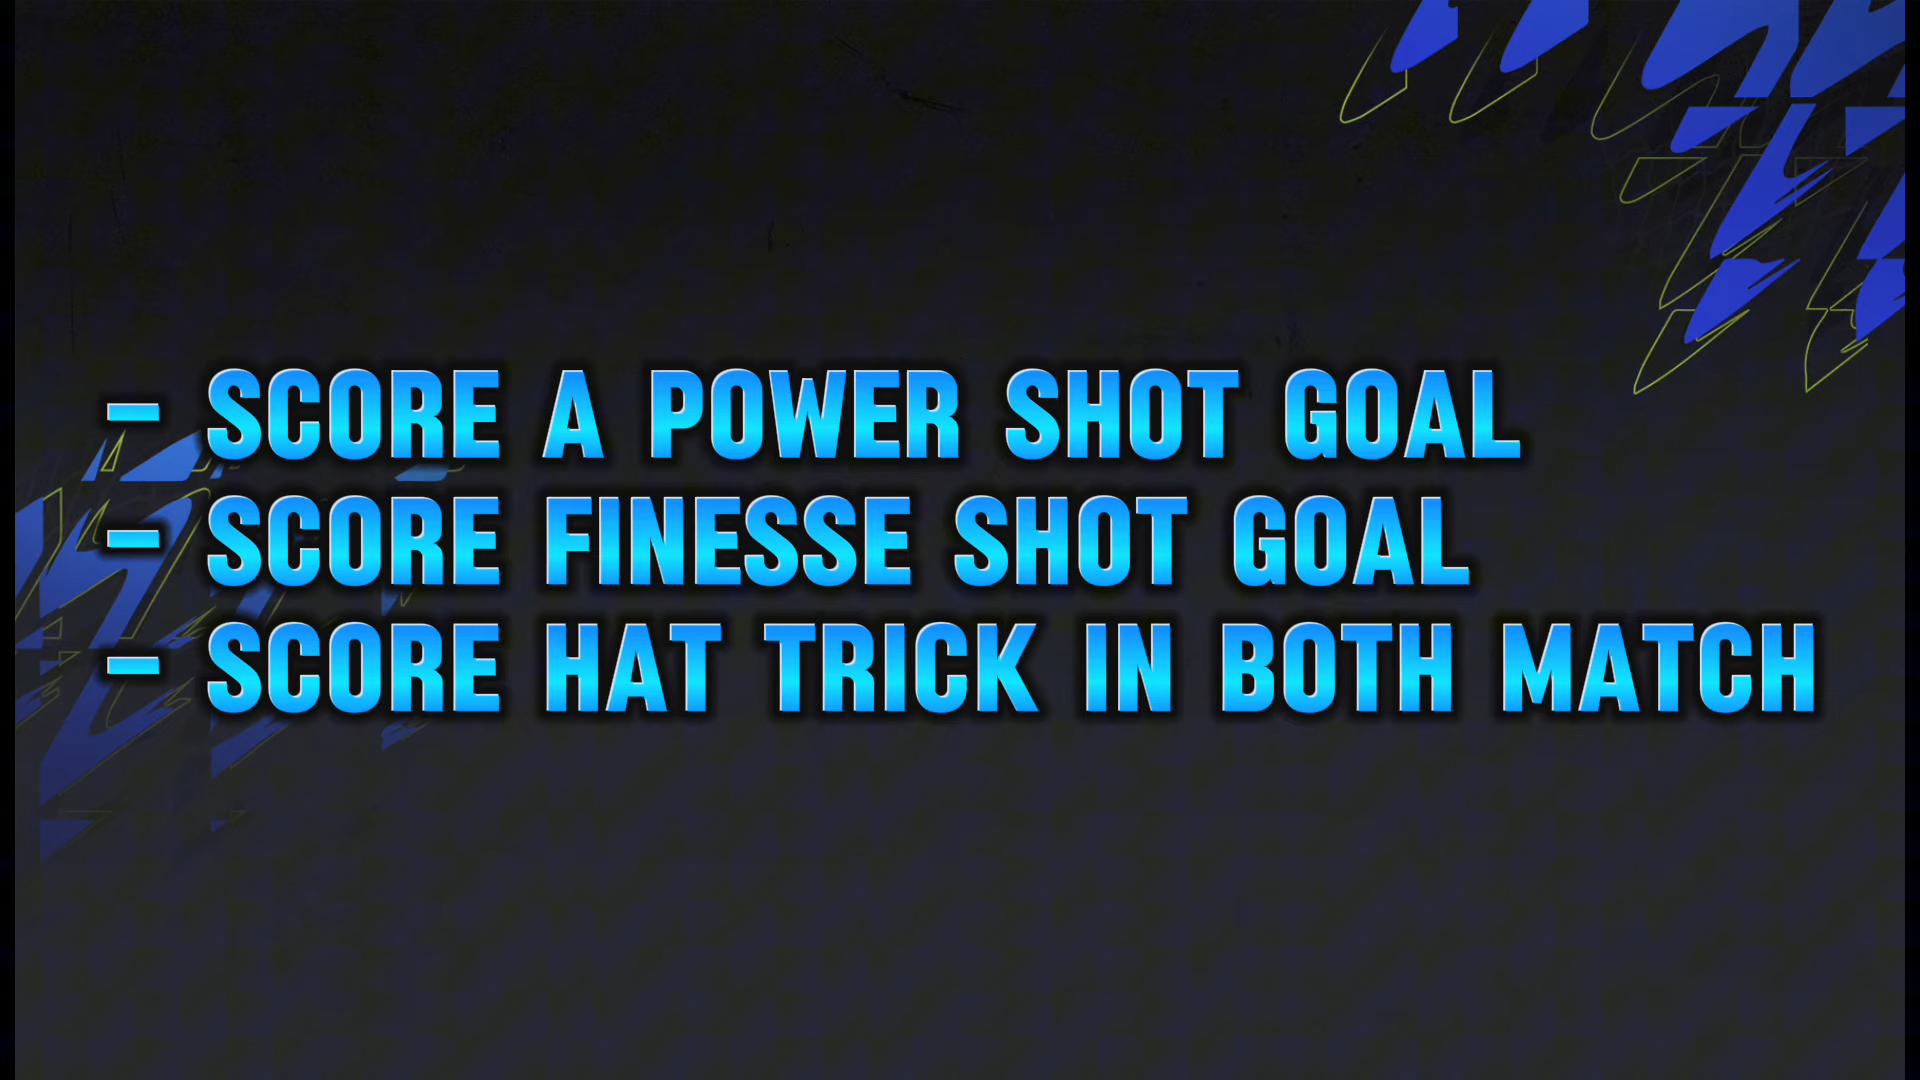 - SCORE A POWER SHOT GOAL
- SCORE FINESSE SHOT GOAL
- SCORE HAT TRICK IN BOTH MATCH